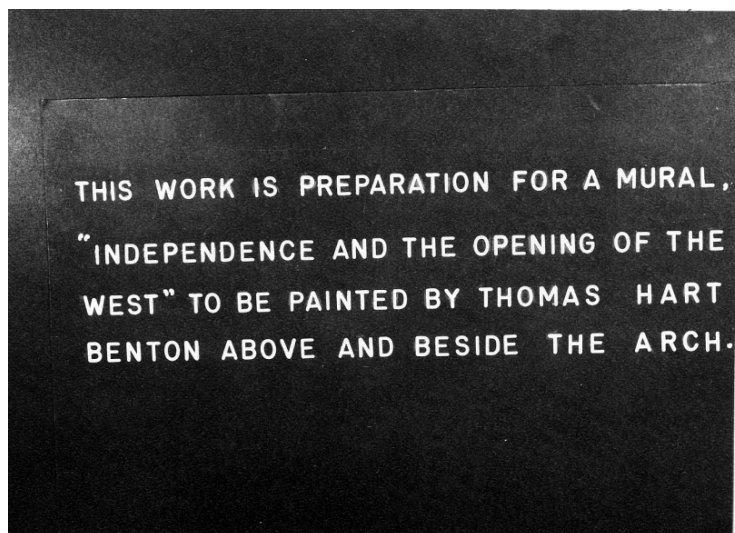 THIS WORK IS PREPARATION FOR A MURAL,
"INDEPENDENCE AND THE OPENING OF THE
WEST" TO BE PAINTED BY THOMAS HART
BENTON ABOVE AND BESIDE THE ARCH.